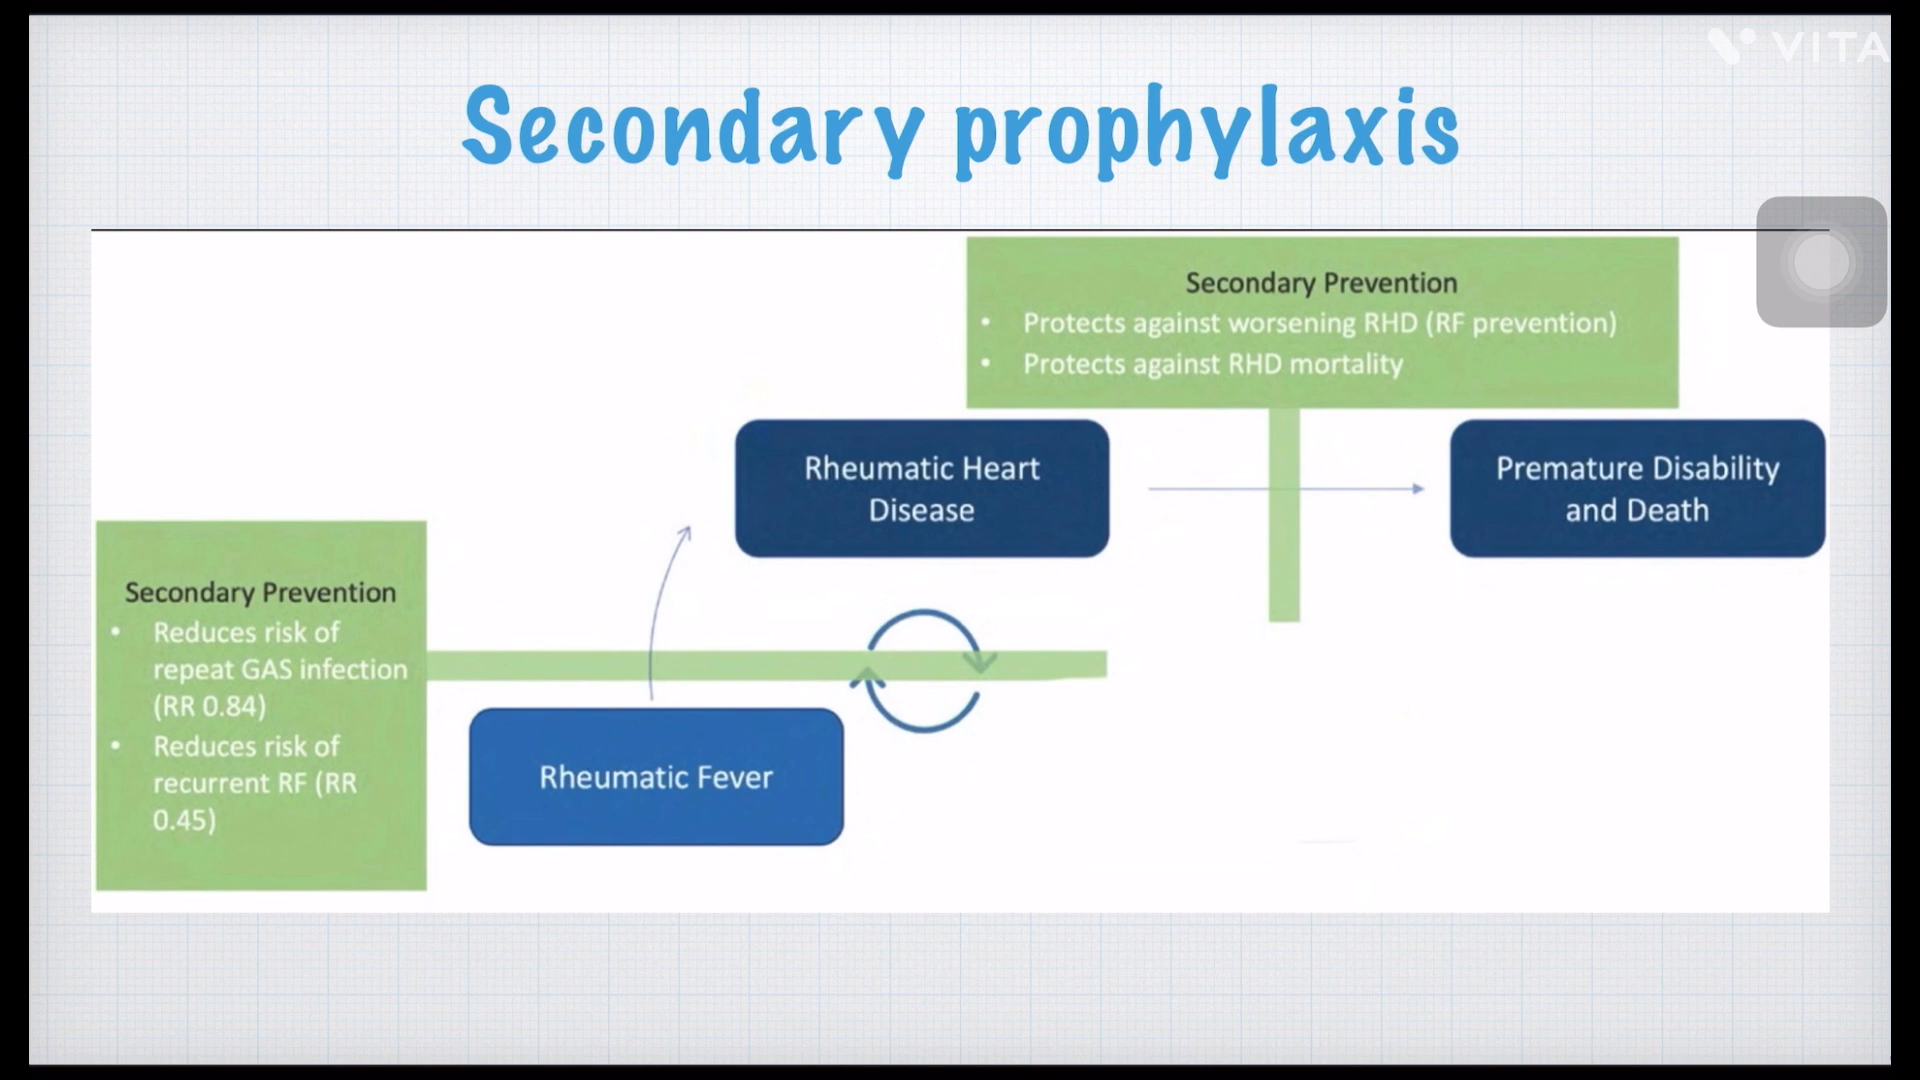 VITA
Secondary prophylaxis
Secondary Prevention
• Protects against worsening RHD (RF prevention)
• Protects against RHD mortality
Rheumatic Heart
Disease
Premature Disability
and Death
Secondary Prevention
• Reduces risk of
repeat GAS infection
(RR 0.84)
• Reduces risk of
recurrent RF (RR
0.45)
Rheumatic Fever